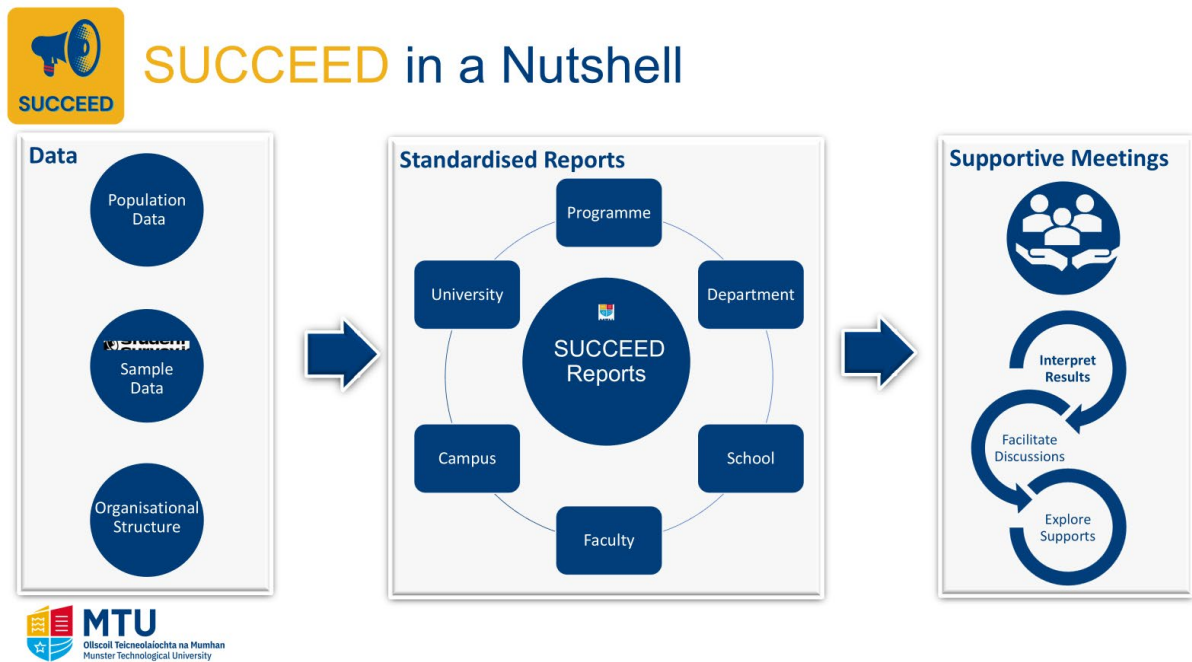 SUCCEED
SUCCEED in a Nutshell
Data
Population
Data
Sample
Data
Organisational
Structure
Standardised Reports
Programme
University
Department
SUCCEED
Reports
Campus
School
Faculty
Supportive Meetings
Interpret
Results
Facilitate
Discussions
Explore
Supports
MTU
Ollscoil Teicneolaíochta na Mumhan
Munster Technological University